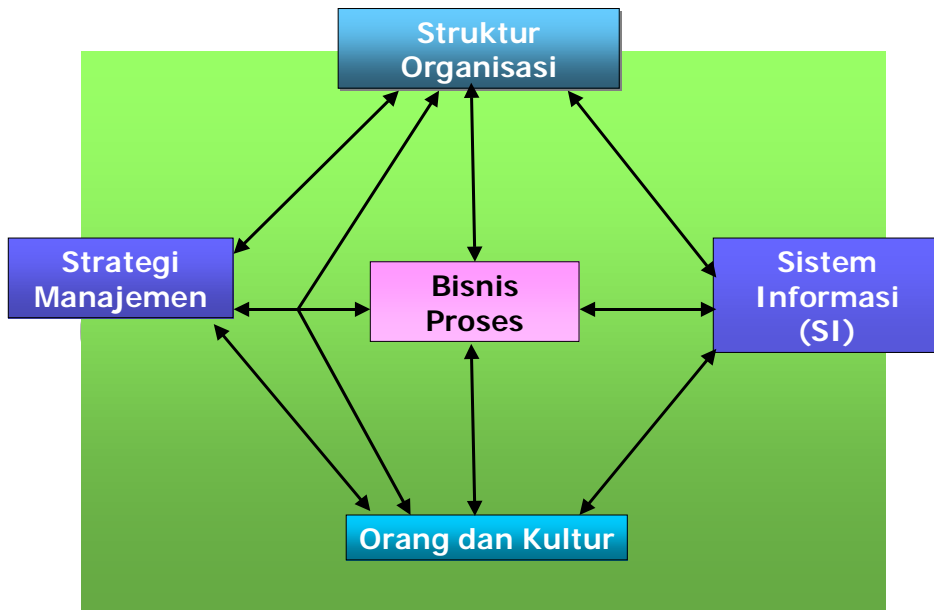 Struktur
Organisasi
Strategi
Manajemen
Bisnis
Proses
Sistem
Informasi
(SI)
Orang dan Kultur